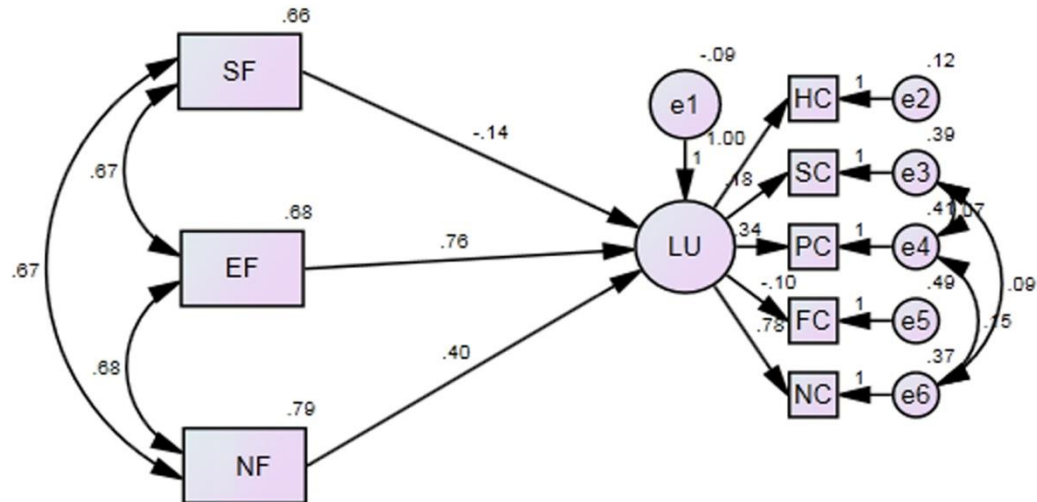 .66
SF
-.14
.67
.68
EF
.76
.67
.68
.40
.79
NF
-.09
e1
1
LU
1.00
.18
.34
-.10
.78
HC
1
.12
e2
SC
1
.39
e3
PC
1
.41
e4
.07
FC
1
.49
e5
.09
.15
NC
1
.37
e6